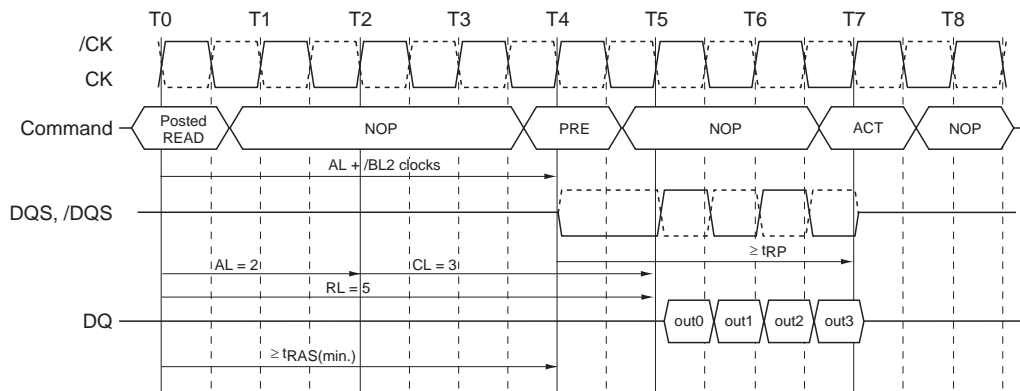 T0 T1 T2 T3 T4 T5 T6 T7 T8
/CK
CK
Command
Posted
READ
NOP
PRE
NOP
ACT
NOP
AL + /BL2 clocks
DQS, /DQS
≥ tRP
AL = 2
CL = 3
RL = 5
DQ
out0 out1 out2 out3
≥ tRAS(min.)